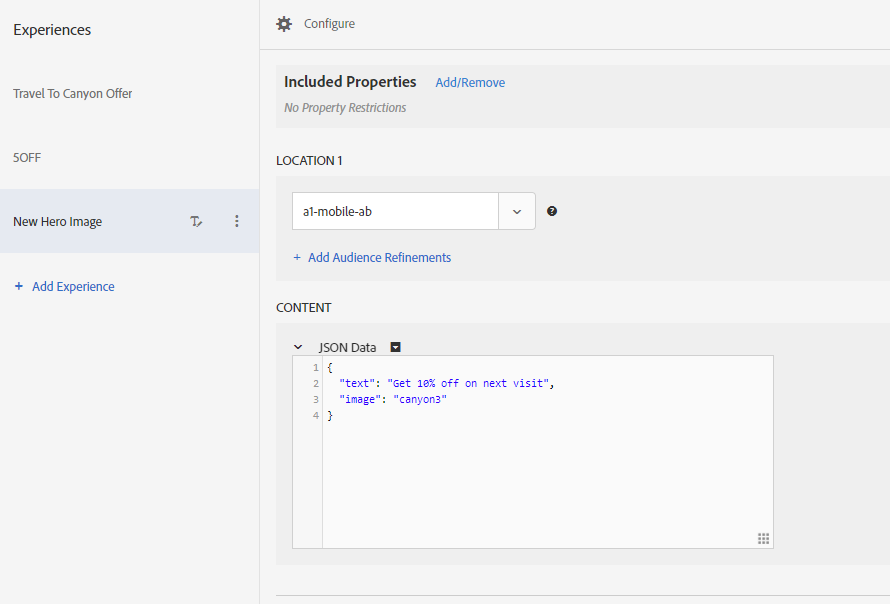 Experiences
Travel To Canyon Offer
SOFF
New Hero Image
+ Add Experience
Configure
Included Properties Add/Remove
No Property Restrictions
LOCATION 1
a1-mobile-ab
+ Add Audience Refinements
CONTENT
JSON Data
1 {
2 "text": "Get 10% off on next visit",
3 "image": "canyon3"
4 }